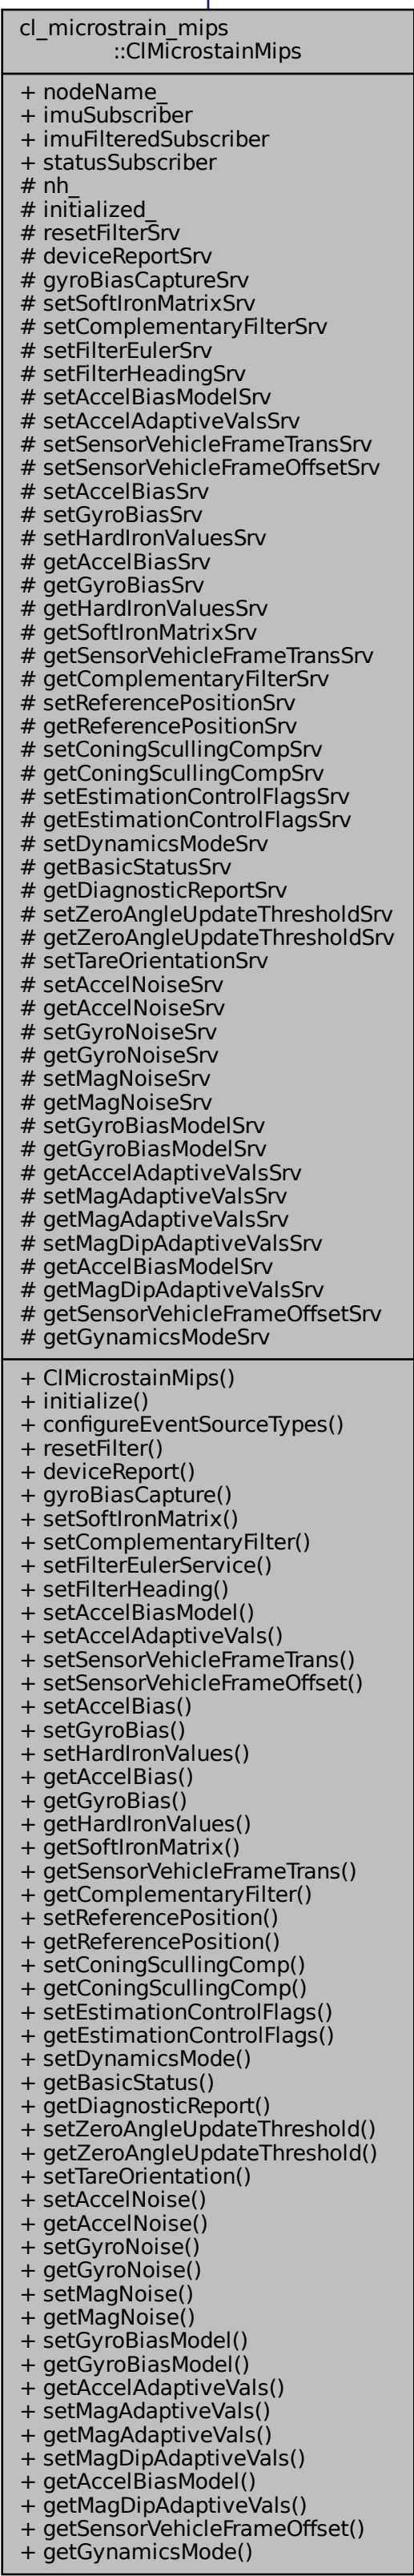 cl_microstrain_mips
::ClMicrostainMips
+ nodeName_
+ imuSubscriber
+ imuFilteredSubscriber
+ statusSubscriber
# nh_
# initialized_
# resetFilterSrv
# deviceReportSrv
# gyroBiasCaptureSrv
# setSoftIronMatrixSrv
# setComplementaryFilterSrv
# setFilterEulerSrv
# setFilterHeadingSrv
# setAccelBiasModelSrv
# setAccelAdaptiveValsSrv
# setSensorVehicleFrameTransSrv
# setSensorVehicleFrameOffsetSrv
# setAccelBiasSrv
# setGyroBiasSrv
# setHardIronValuesSrv
# getAccelBiasSrv
# getGyroBiasSrv
# getHardIronValuesSrv
# getSoftIronMatrixSrv
# getSensorVehicleFrameTransSrv
# getComplementaryFilterSrv
# setReferencePositionSrv
# getReferencePositionSrv
# setConingScullingCompSrv
# getConingScullingCompSrv
# setEstimationControlFlagsSrv
# getEstimationControlFlagsSrv
# setDynamicsModeSrv
# getBasicStatusSrv
# getDiagnosticReportSrv
# setZeroAngleUpdateThresholdSrv
# getZeroAngleUpdateThresholdSrv
# setTareOrientationSrv
# setAccelNoiseSrv
# getAccelNoiseSrv
# setGyroNoiseSrv
# getGyroNoiseSrv
# setMagNoiseSrv
# getMagNoiseSrv
# setGyroBiasModelSrv
# getGyroBiasModelSrv
# getAccelAdaptiveValsSrv
# setMagAdaptiveValsSrv
# getMagAdaptiveValsSrv
# setMagDipAdaptiveValsSrv
# getAccelBiasModelSrv
# getMagDipAdaptiveValsSrv
# getSensorVehicleFrameOffsetSrv
# getGynamicsModeSrv
+ ClMicrostainMips()
+ initialize()
+ configureEventSourceTypes()
+ resetFilter()
+ deviceReport()
+ gyroBiasCapture()
+ setSoftIronMatrix()
+ setComplementaryFilter()
+ setFilterEulerService()
+ setFilterHeading()
+ setAccelBiasModel()
+ setAccelAdaptiveVals()
+ setSensorVehicleFrameTrans()
+ setSensorVehicleFrameOffset()
+ setAccelBias()
+ setGyroBias()
+ setHardIronValues()
+ getAccelBias()
+ getGyroBias()
+ getHardIronValues()
+ getSoftIronMatrix()
+ getSensorVehicleFrameTrans()
+ getComplementaryFilter()
+ setReferencePosition()
+ getReferencePosition()
+ setConingScullingComp()
+ getConingScullingComp()
+ setEstimationControlFlags()
+ getEstimationControlFlags()
+ setDynamicsMode()
+ getBasicStatus()
+ getDiagnosticReport()
+ setZeroAngleUpdateThreshold()
+ getZeroAngleUpdateThreshold()
+ setTareOrientation()
+ setAccelNoise()
+ getAccelNoise()
+ setGyroNoise()
+ getGyroNoise()
+ setMagNoise()
+ getMagNoise()
+ setGyroBiasModel()
+ getGyroBiasModel()
+ getAccelAdaptiveVals()
+ setMagAdaptiveVals()
+ getMagAdaptiveVals()
+ setMagDipAdaptiveVals()
+ getAccelBiasModel()
+ getMagDipAdaptiveVals()
+ getSensorVehicleFrameOffset()
+ getGynamicsMode()